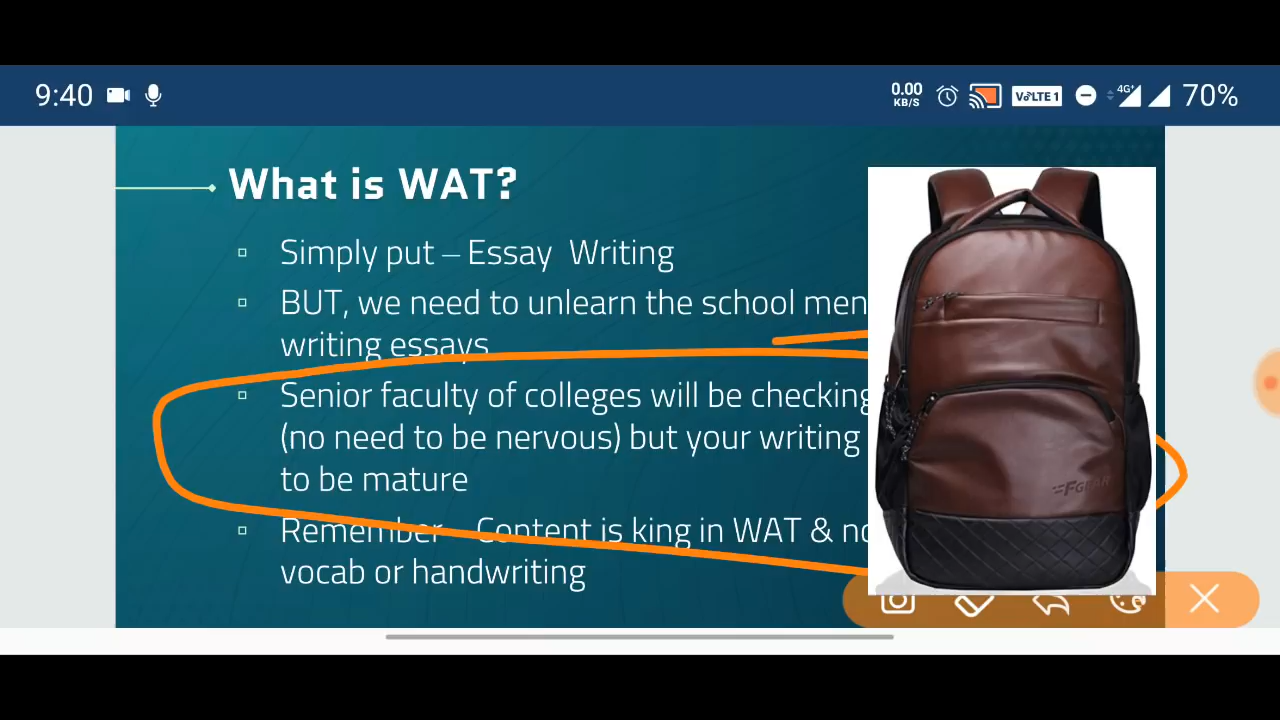 9:40
0.00
KB/S
VoLTE 1
4G+
70%
What is WAT?
Simply put – Essay Writing
BUT, we need to unlearn the school
writing essays
Senior faculty of colleges will be checking
(no need to be nervous) but your writing
to be mature
Remember – Content is king in WAT &
vocab or handwriting
FGEAR